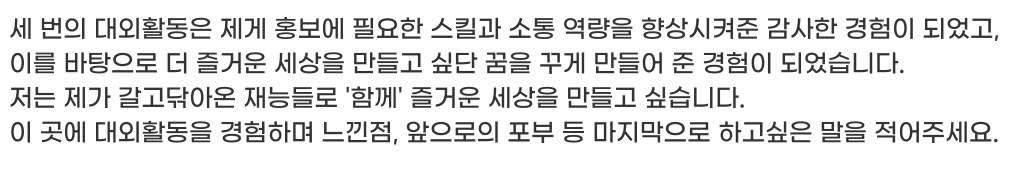 세 번의 대외활동은 제게 홍보에 필요한 스킬과 소통 역량을 향상시켜준 감사한 경험이 되었고,
이를 바탕으로 더 즐거운 세상을 만들고 싶단 꿈을 꾸게 만들어 준 경험이 되었습니다.
저는 제가 갈고닦아온 재능들로 '함께' 즐거운 세상을 만들고 싶습니다.
이 곳에 대외활동을 경험하며 느낀점, 앞으로의 포부 등 마지막으로 하고싶은 말을 적어주세요.